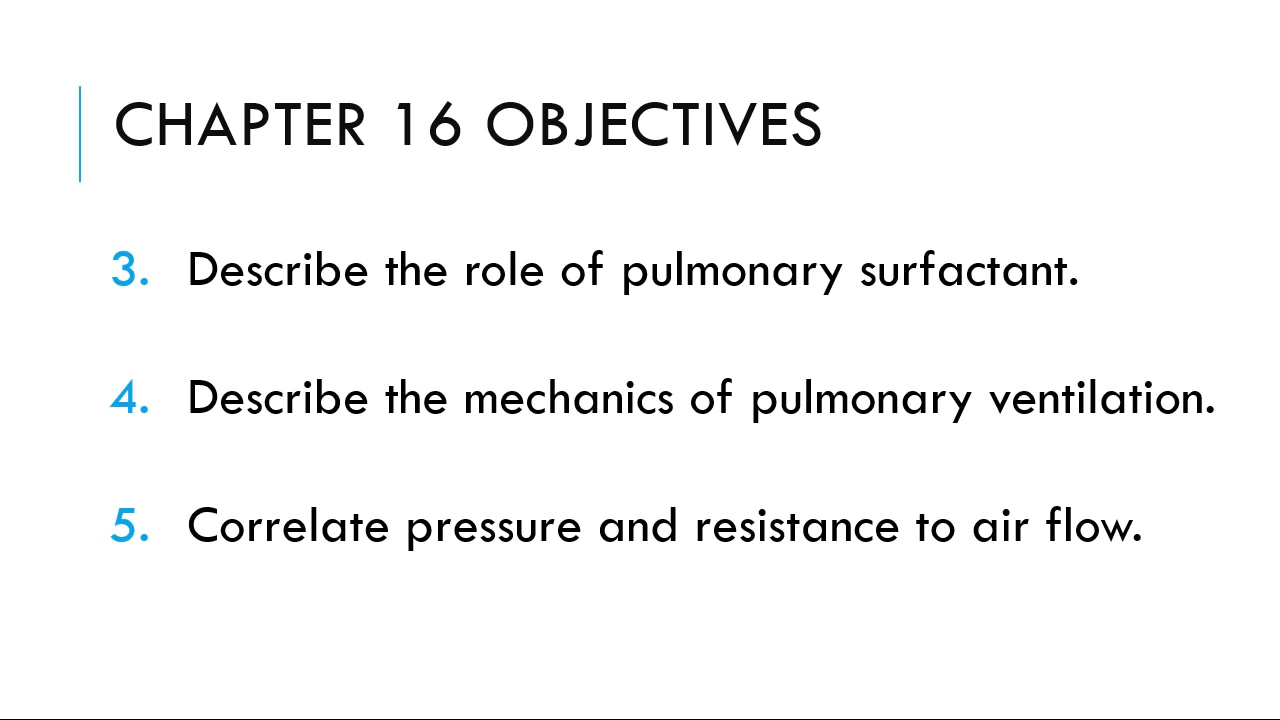 CHAPTER 16 OBJECTIVES
3. Describe the role of pulmonary surfactant.
4. Describe the mechanics of pulmonary ventilation.
5. Correlate pressure and resistance to air flow.